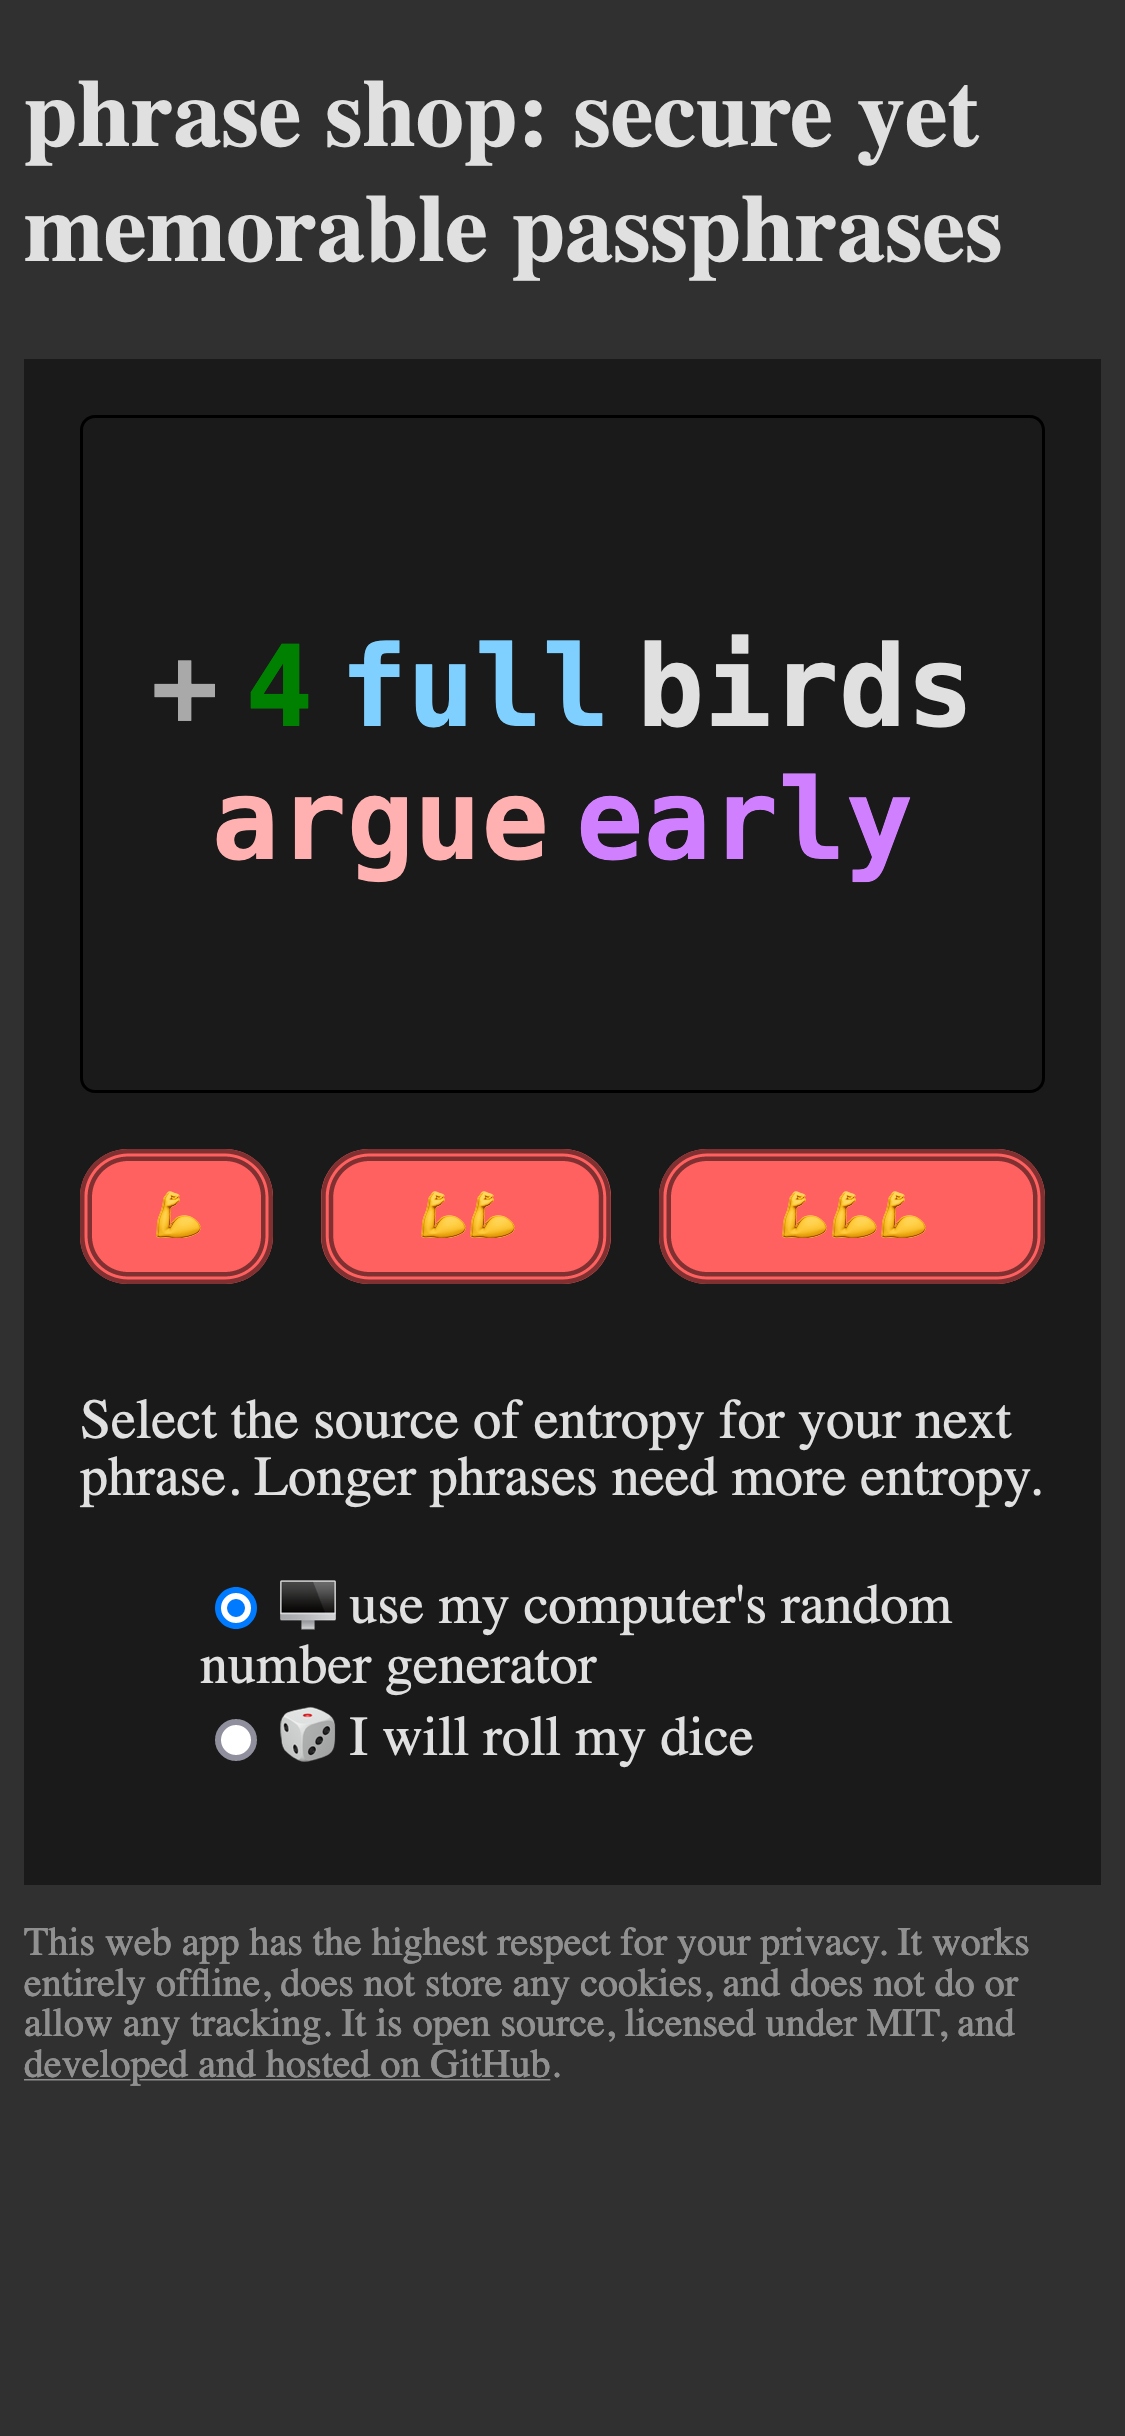 phrase shop: secure yet
memorable passphrases
+ 4 full birds
argue early
💪
💪💪
💪💪💪
Select the source of entropy for your next
phrase. Longer phrases need more entropy.
🖥️ use my computer's random
number generator
🎲 I will roll my dice
This web app has the highest respect for your privacy. It works
entirely offline, does not store any cookies, and does not do or
allow any tracking. It is open source, licensed under MIT, and
developed and hosted on GitHub.